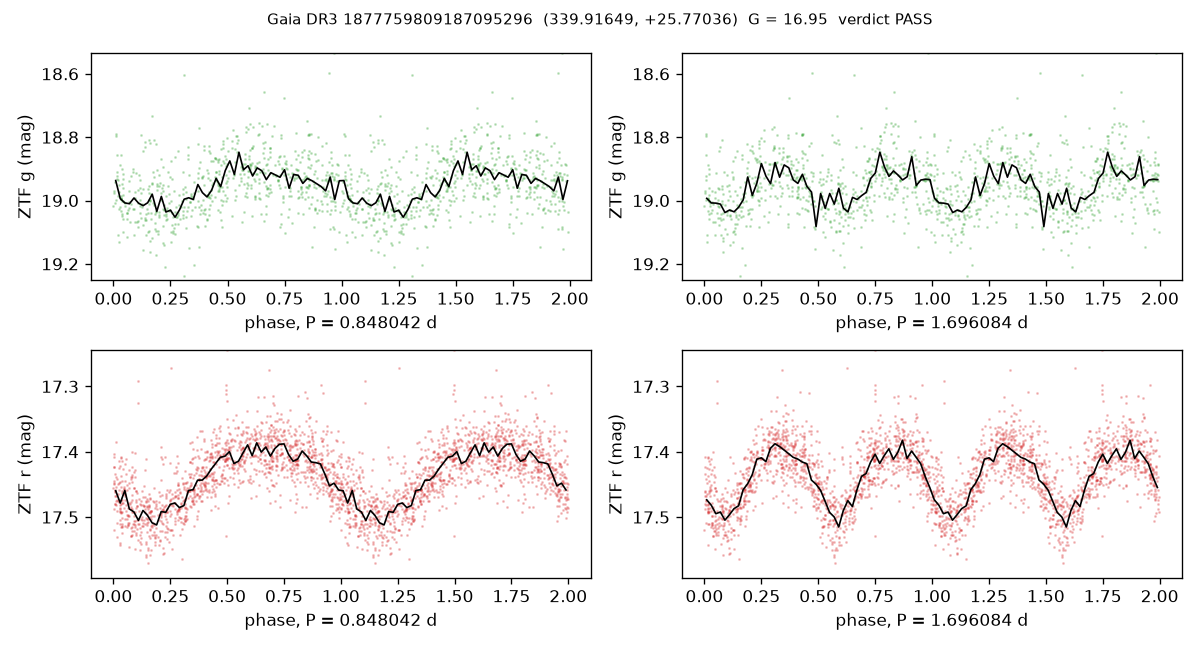 Gaia DR3 1877759809187095296  (339.91649, +25.77036)  G = 16.95  verdict PASS
ZTF g (mag)
18.6
18.8
19.0
19.2
0.00 0.25 0.50 0.75 1.00 1.25 1.50 1.75 2.00
phase, P = 0.848042 d
ZTF g (mag)
18.6
18.8
19.0
19.2
0.00 0.25 0.50 0.75 1.00 1.25 1.50 1.75 2.00
phase, P = 1.696084 d
ZTF r (mag)
17.3
17.4
17.5
0.00 0.25 0.50 0.75 1.00 1.25 1.50 1.75 2.00
phase, P = 0.848042 d
ZTF r (mag)
17.3
17.4
17.5
0.00 0.25 0.50 0.75 1.00 1.25 1.50 1.75 2.00
phase, P = 1.696084 d